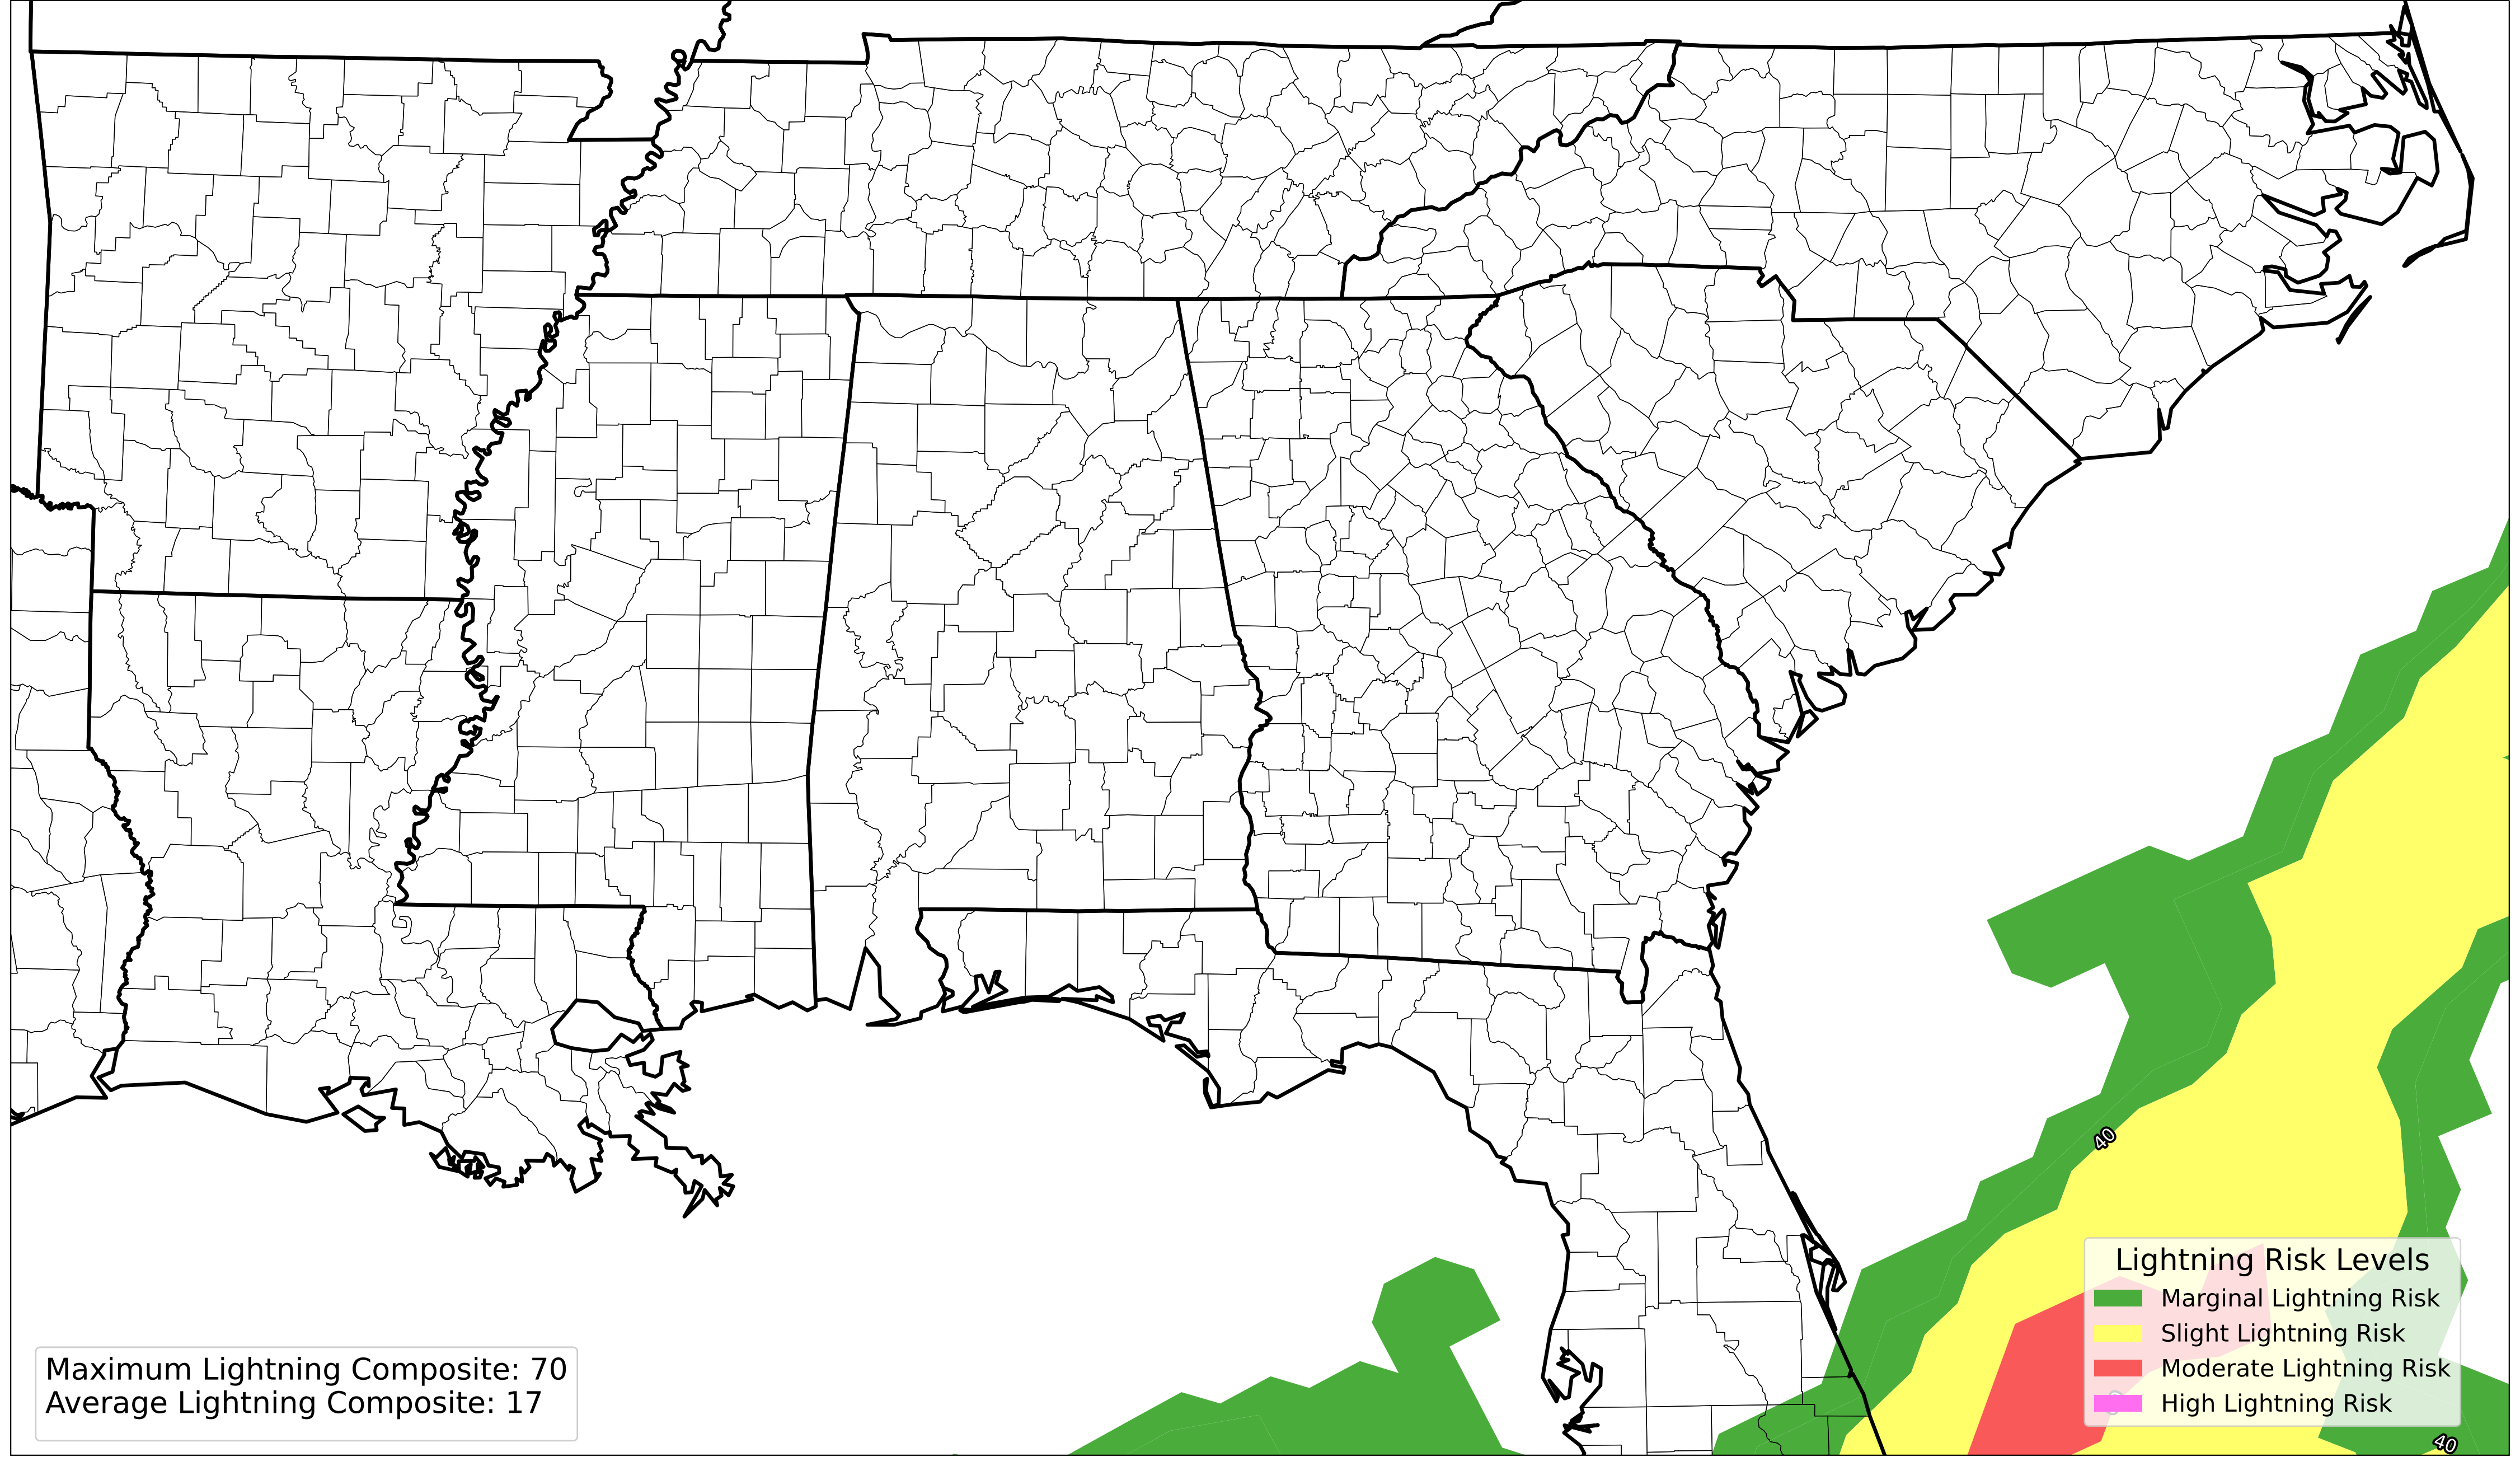 40
Lightning Risk Levels
Marginal Lightning Risk
Slight Lightning Risk
Moderate Lightning Risk
High Lightning Risk
Maximum Lightning Composite: 70
Average Lightning Composite: 17
40